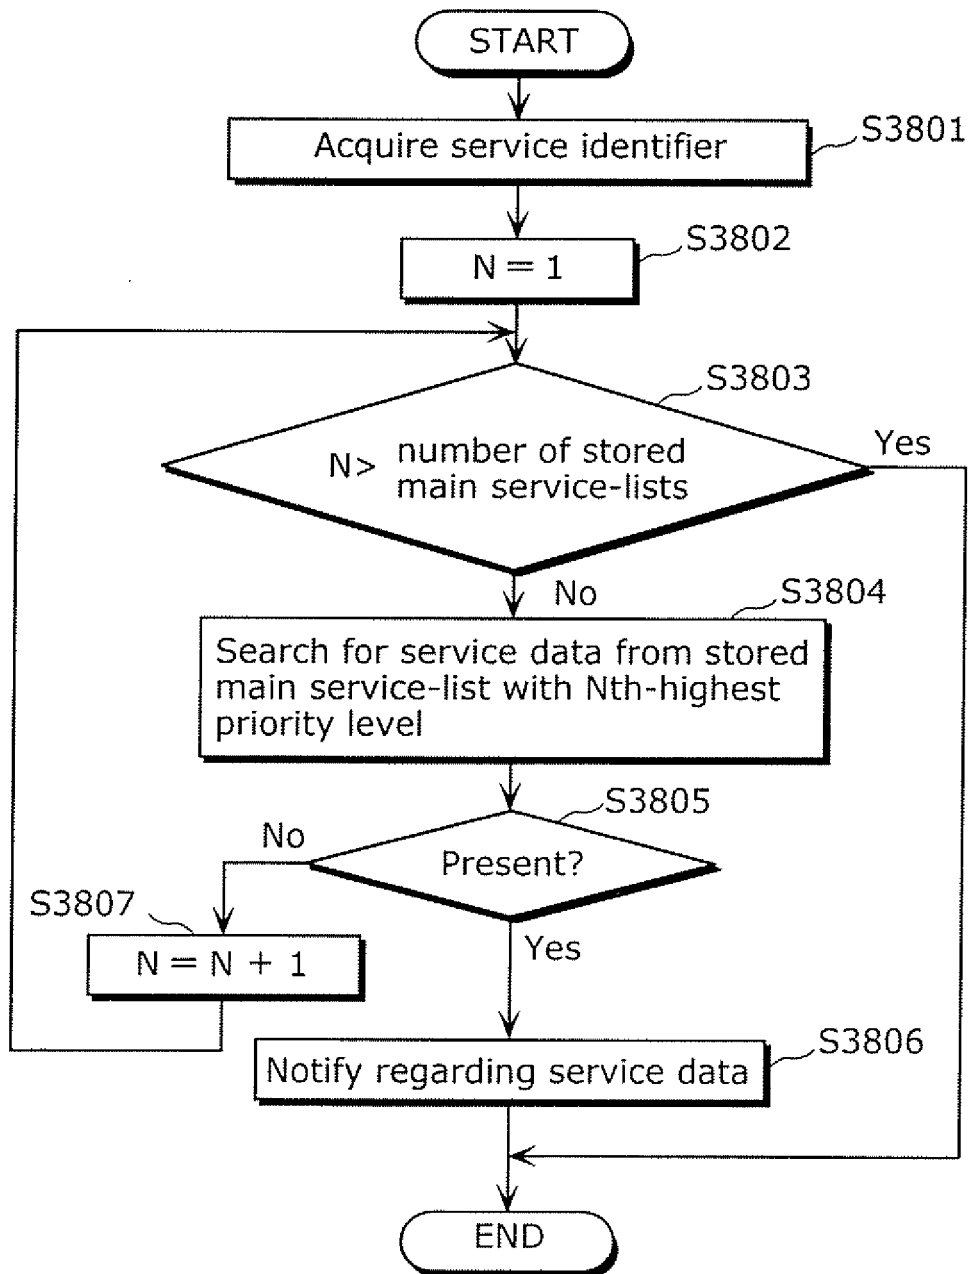 START
S3801
Acquire service identifier
S3802
N = 1
S3803
Yes
N> number of stored
main service-lists
No
S3804
Search for service data from stored
main service-list with Nth-highest
priority level
S3805
No
Present?
S3807
N = N + 1
Yes
S3806
Notify regarding service data
END